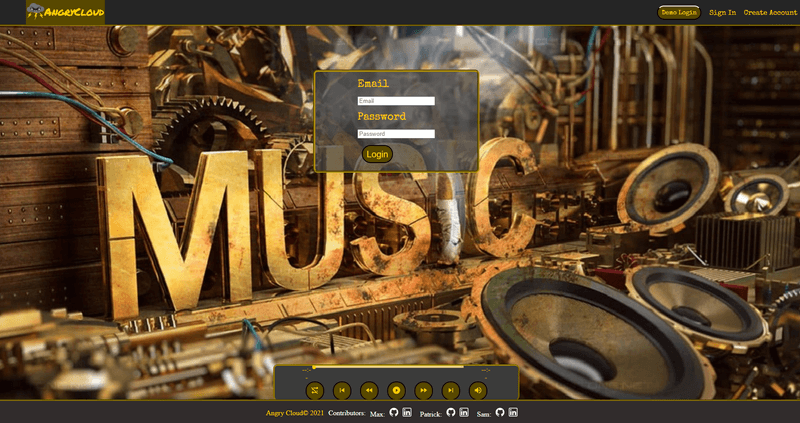 AngryCloud
Demo Login Sign In Create Account
Email
Email
Password
Password
Login
MUSIC
--:-- --:--
Angry Cloud© 2021 Contributors: Max: Patrick: Sam: